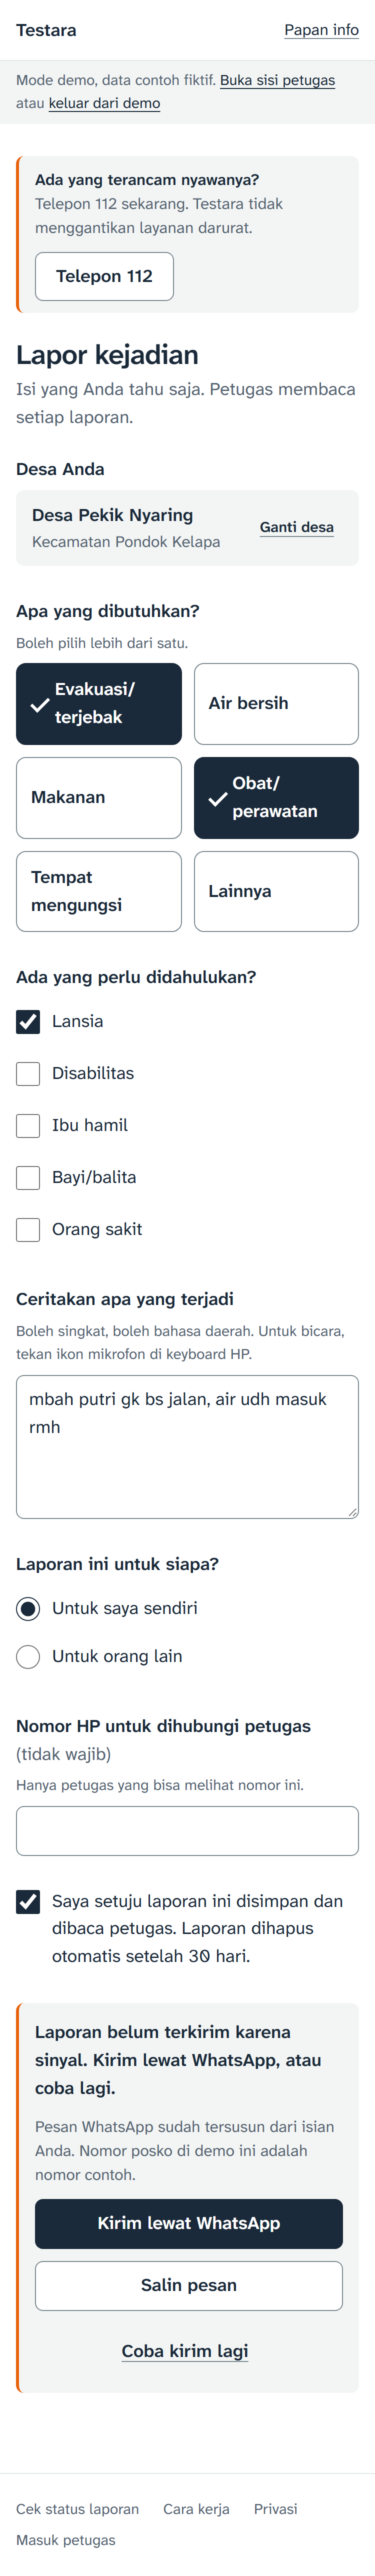 Testara
Papan info
Mode demo, data contoh fiktif. Buka sisi petugas
atau keluar dari demo
Ada yang terancam nyawanya?
Telepon 112 sekarang. Testara tidak
menggantikan layanan darurat.
Telepon 112
Lapor kejadian
Isi yang Anda tahu saja. Petugas membaca
setiap laporan.
Desa Anda
Desa Pekik Nyaring
Kecamatan Pondok Kelapa
Ganti desa
Apa yang dibutuhkan?
Boleh pilih lebih dari satu.
Evakuasi/
terjebak
Air bersih
Makanan
Obat/
perawatan
Tempat
mengungsi
Lainnya
Ada yang perlu didahulukan?
Lansia
Disabilitas
Ibu hamil
Bayi/balita
Orang sakit
Ceritakan apa yang terjadi
Boleh singkat, boleh bahasa daerah. Untuk bicara,
tekan ikon mikrofon di keyboard HP.
mbah putri gk bs jalan, air udh masuk
rmh
Laporan ini untuk siapa?
Untuk saya sendiri
Untuk orang lain
Nomor HP untuk dihubungi petugas
(tidak wajib)
Hanya petugas yang bisa melihat nomor ini.
Saya setuju laporan ini disimpan dan
dibaca petugas. Laporan dihapus
otomatis setelah 30 hari.
Laporan belum terkirim karena
sinyal. Kirim lewat WhatsApp, atau
coba lagi.
Pesan WhatsApp sudah tersusun dari isian
Anda. Nomor posko di demo ini adalah
nomor contoh.
Kirim lewat WhatsApp
Salin pesan
Coba kirim lagi
Cek status laporan
Cara kerja
Privasi
Masuk petugas